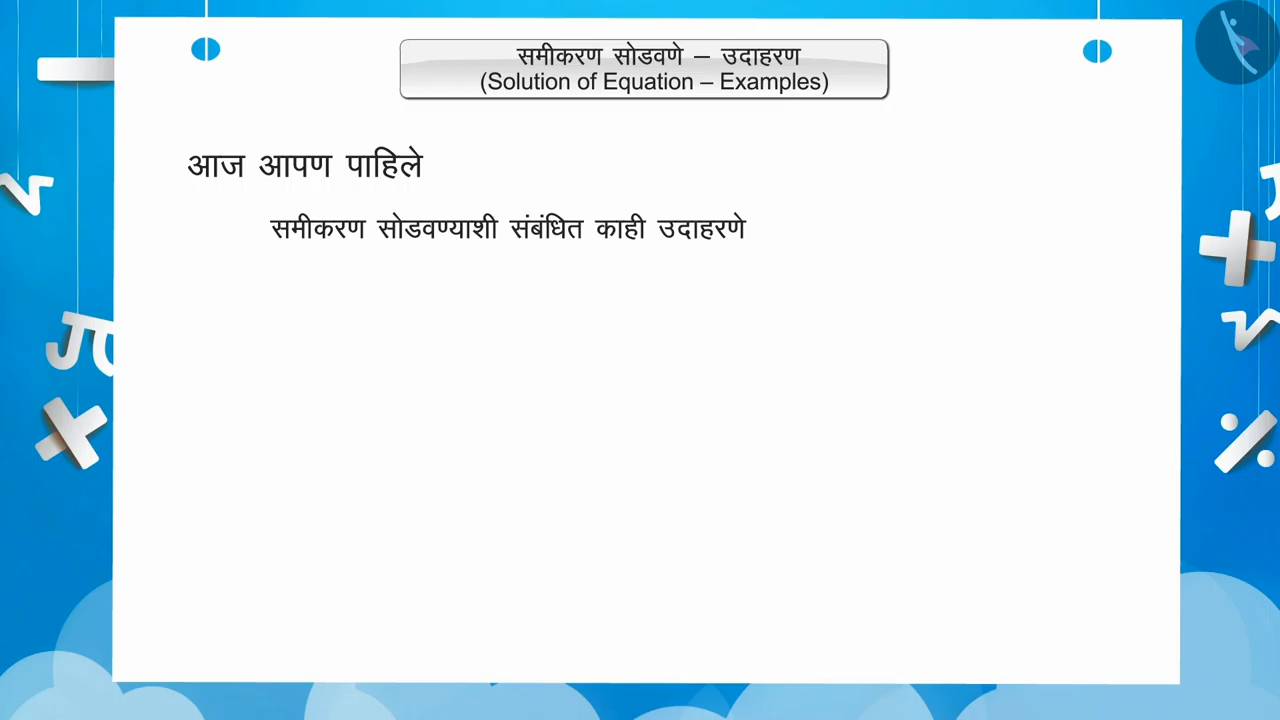 समीकरण सोडवणे – उदाहरण
(Solution of Equation – Examples)
आज आपण पाहिले
समीकरण सोडवण्याशी संबंधित काही उदाहरणे